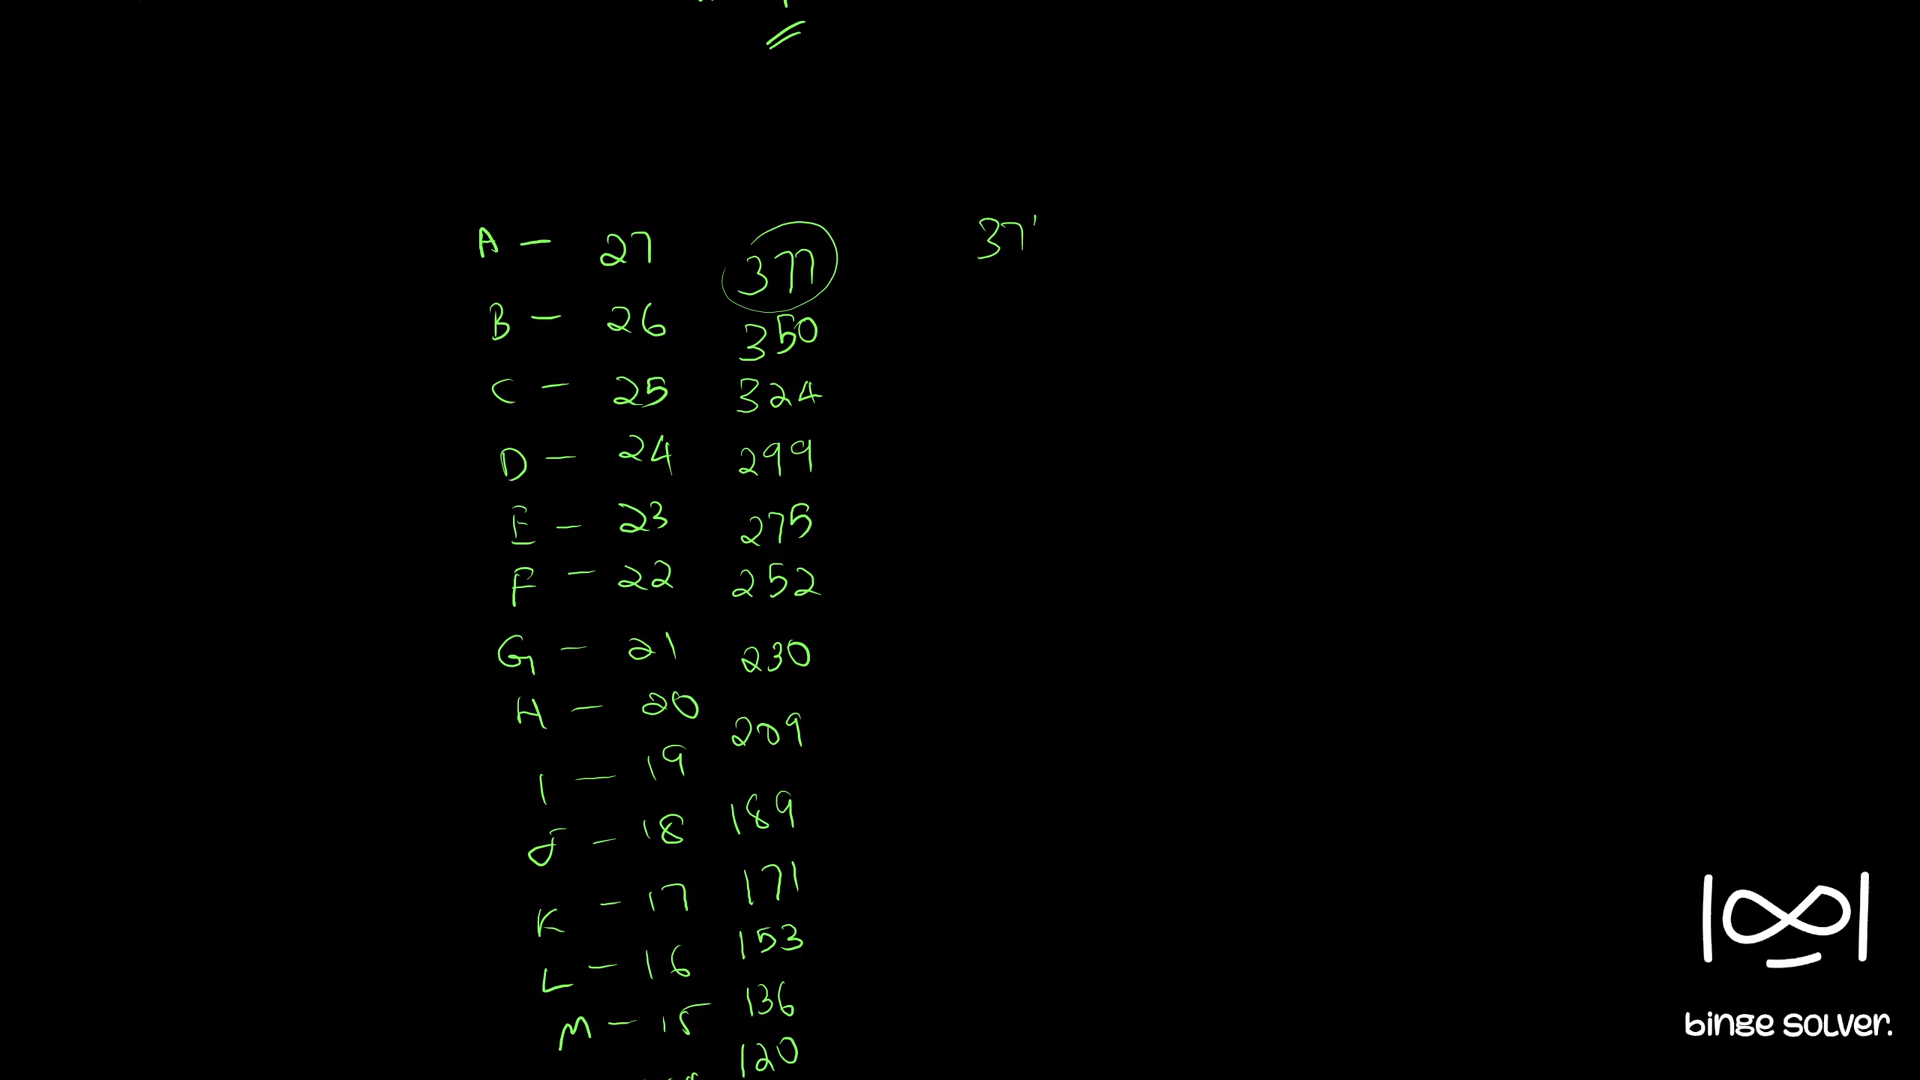 A - 27 377 37'
B - 26 350
C - 25 324
D - 24 299
E - 23 275
F - 22 252
G - 21 230
H - 20 209
I - 19 189
J - 18 171
K - 17 153
L - 16 136
M - 15 120
binge solver.